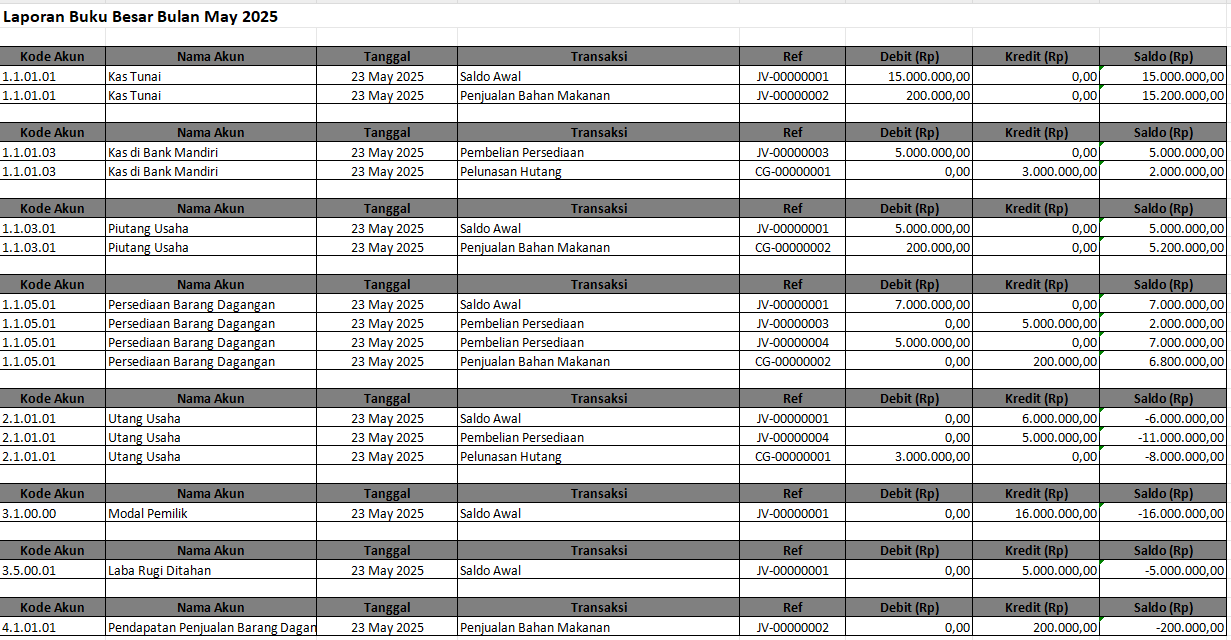 Laporan Buku Besar Bulan May 2025
Kode Akun Nama Akun Tanggal Transaksi Ref Debit (Rp) Kredit (Rp) Saldo (Rp)
1.1.01.01 Kas Tunai 23 May 2025 Saldo Awal JV-00000001 15.000.000,00 0,00 15.000.000,00
1.1.01.01 Kas Tunai 23 May 2025 Penjualan Bahan Makanan JV-00000002 200.000,00 0,00 15.200.000,00
Kode Akun Nama Akun Tanggal Transaksi Ref Debit (Rp) Kredit (Rp) Saldo (Rp)
1.1.01.03 Kas di Bank Mandiri 23 May 2025 Pembelian Persediaan JV-00000003 5.000.000,00 0,00 5.000.000,00
1.1.01.03 Kas di Bank Mandiri 23 May 2025 Pelunasan Hutang CG-00000001 0,00 3.000.000,00 2.000.000,00
Kode Akun Nama Akun Tanggal Transaksi Ref Debit (Rp) Kredit (Rp) Saldo (Rp)
1.1.03.01 Piutang Usaha 23 May 2025 Saldo Awal JV-00000001 5.000.000,00 0,00 5.000.000,00
1.1.03.01 Piutang Usaha 23 May 2025 Penjualan Bahan Makanan CG-00000002 200.000,00 0,00 5.200.000,00
Kode Akun Nama Akun Tanggal Transaksi Ref Debit (Rp) Kredit (Rp) Saldo (Rp)
1.1.05.01 Persediaan Barang Dagangan 23 May 2025 Saldo Awal JV-00000001 7.000.000,00 0,00 7.000.000,00
1.1.05.01 Persediaan Barang Dagangan 23 May 2025 Pembelian Persediaan JV-00000003 0,00 5.000.000,00 2.000.000,00
1.1.05.01 Persediaan Barang Dagangan 23 May 2025 Pembelian Persediaan JV-00000004 5.000.000,00 0,00 7.000.000,00
1.1.05.01 Persediaan Barang Dagangan 23 May 2025 Penjualan Bahan Makanan CG-00000002 0,00 200.000,00 6.800.000,00
Kode Akun Nama Akun Tanggal Transaksi Ref Debit (Rp) Kredit (Rp) Saldo (Rp)
2.1.01.01 Utang Usaha 23 May 2025 Saldo Awal JV-00000001 0,00 6.000.000,00 -6.000.000,00
2.1.01.01 Utang Usaha 23 May 2025 Pembelian Persediaan JV-00000004 0,00 5.000.000,00 -11.000.000,00
2.1.01.01 Utang Usaha 23 May 2025 Pelunasan Hutang CG-00000001 3.000.000,00 0,00 -8.000.000,00
Kode Akun Nama Akun Tanggal Transaksi Ref Debit (Rp) Kredit (Rp) Saldo (Rp)
3.1.00.00 Modal Pemilik 23 May 2025 Saldo Awal JV-00000001 0,00 16.000.000,00 -16.000.000,00
Kode Akun Nama Akun Tanggal Transaksi Ref Debit (Rp) Kredit (Rp) Saldo (Rp)
3.5.00.01 Laba Rugi Ditahan 23 May 2025 Saldo Awal JV-00000001 0,00 5.000.000,00 -5.000.000,00
Kode Akun Nama Akun Tanggal Transaksi Ref Debit (Rp) Kredit (Rp) Saldo (Rp)
4.1.01.01 Pendapatan Penjualan Barang Dagan 23 May 2025 Penjualan Bahan Makanan JV-00000002 0,00 200.000,00 -200.000,00